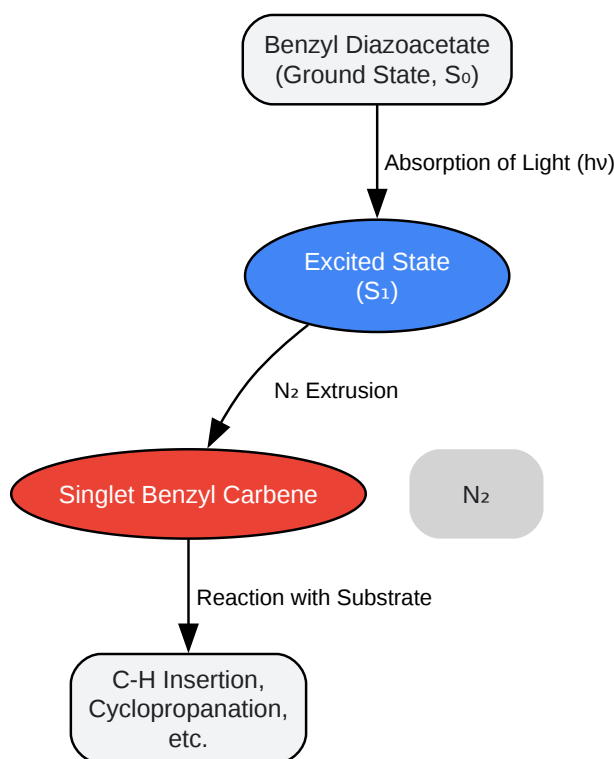 Benzyl Diazoacetate
(Ground State, S₀)
Absorption of Light (hν)
Excited State
(S₁)
N₂ Extrusion
Singlet Benzyl Carbene
N₂
Reaction with Substrate
C-H Insertion,
Cyclopropanation,
etc.